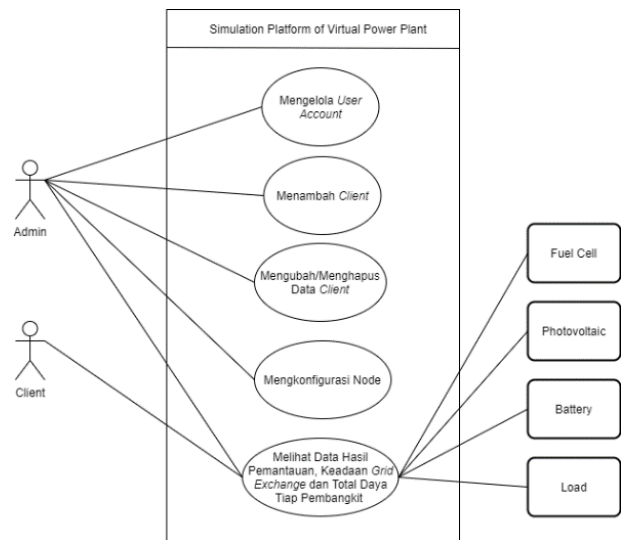 Simulation Platform of Virtual Power Plant
Mengelola User
Account
Menambah Client
Admin
Mengubah/Menghapus
Data Client
Fuel Cell
Photovoltaic
Client
Mengkonfigurasi Node
Battery
Melihat Data Hasil
Pemantauan, Keadaan Grid
Exchange dan Total Daya
Tiap Pembangkit
Load